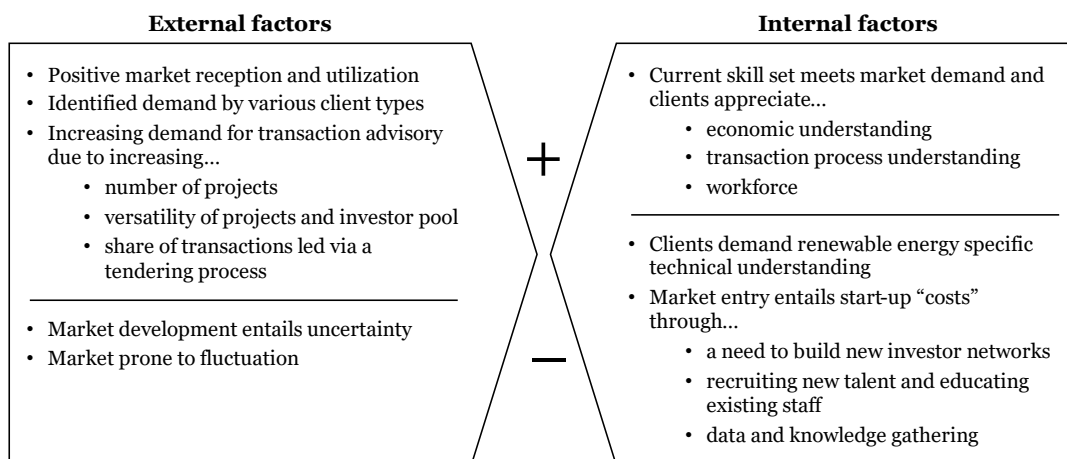 External factors
• Positive market reception and utilization
• Identified demand by various client types
• Increasing demand for transaction advisory
due to increasing...
• number of projects
• versatility of projects and investor pool
• share of transactions led via a
tendering process
• Market development entails uncertainty
• Market prone to fluctuation
+
–
Internal factors
• Current skill set meets market demand and
clients appreciate...
• economic understanding
• transaction process understanding
• workforce
• Clients demand renewable energy specific
technical understanding
• Market entry entails start-up “costs”
through...
• a need to build new investor networks
• recruiting new talent and educating
existing staff
• data and knowledge gathering